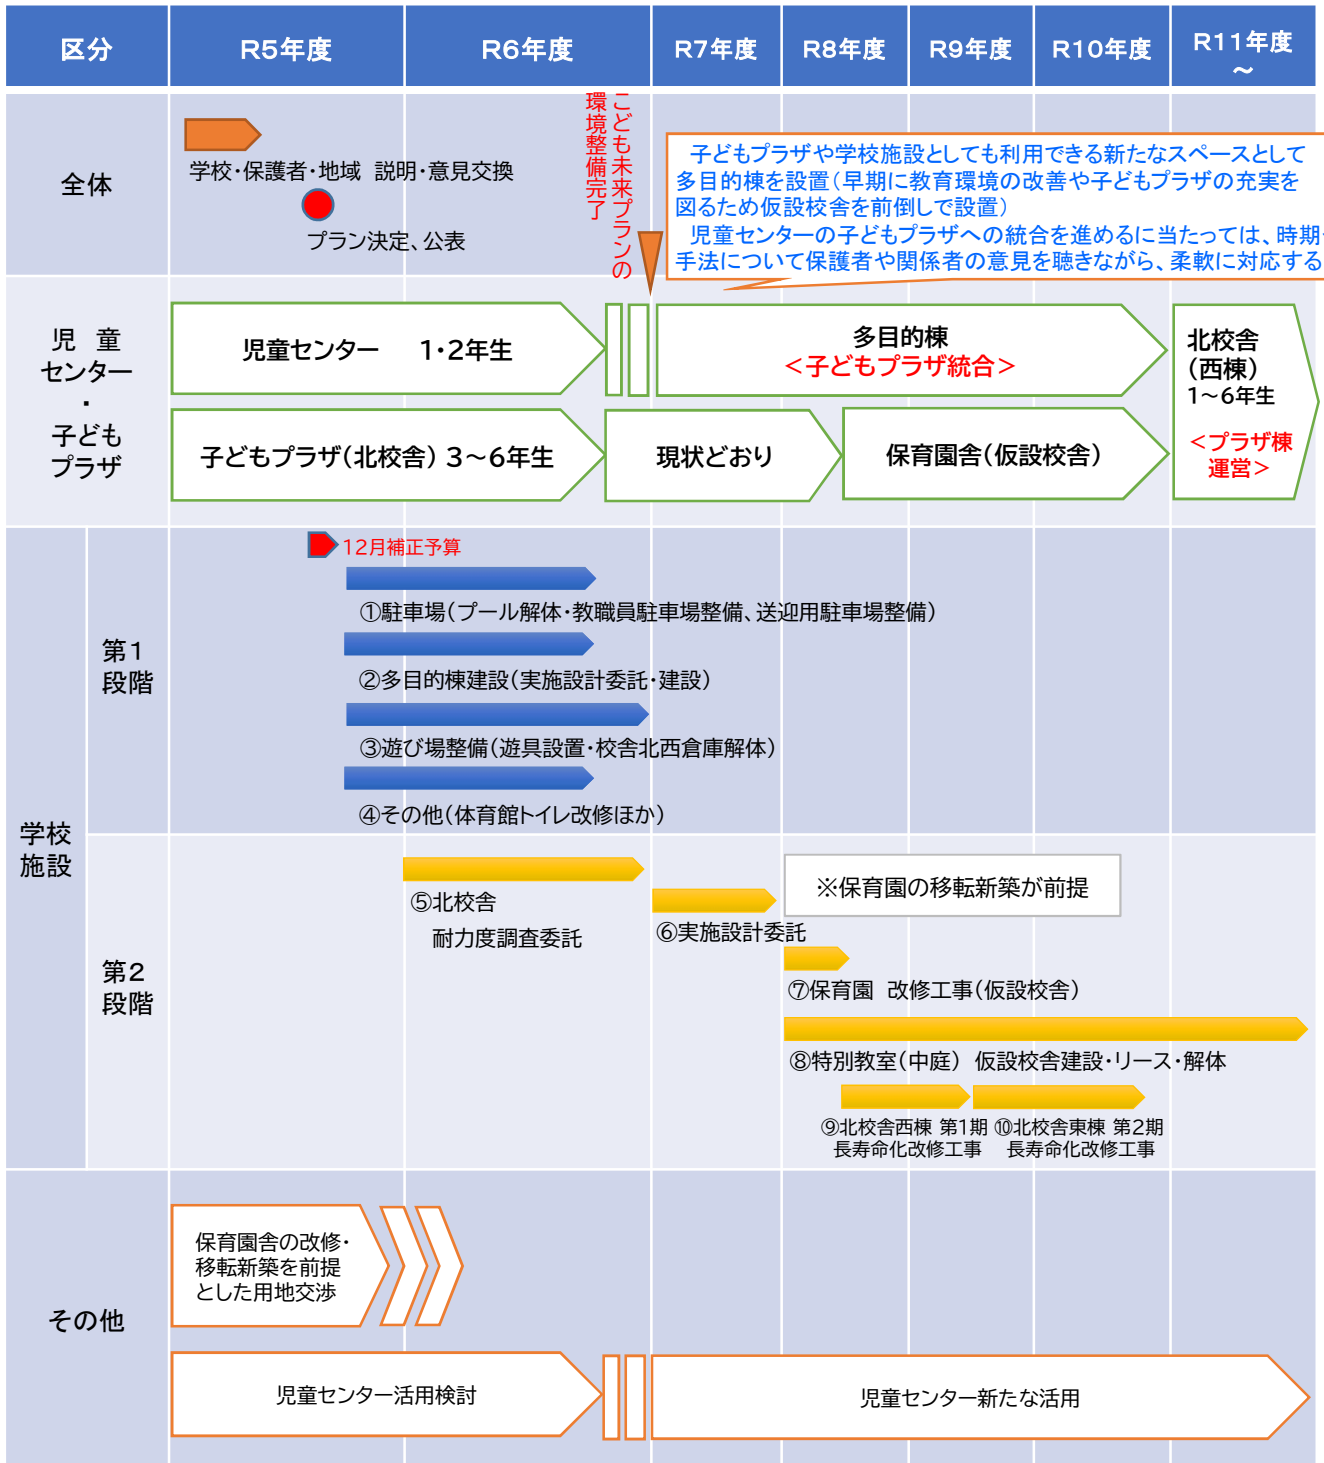 区分
R5年度
R6年度
R7年度
R8年度
R9年度
R10年度
R11年度
～
全体
学校・保護者・地域 説明・意見交換
プラン決定、公表
こども未来プランの
環境整備完了
子どもプラザや学校施設としても利用できる新たなスペースとして
多目的棟を設置（早期に教育環境の改善や子どもプラザの充実を
図るため仮設校舎を前倒しで設置）
児童センターの子どもプラザへの統合を進めるに当たっては、時期・
手法について保護者や関係者の意見を聴きながら、柔軟に対応する
児 童
センター
・
子ども
プラザ
児童センター 1・2年生
多目的棟
＜子どもプラザ統合＞
北校舎
（西棟）
1～6年生
＜プラザ棟
運営＞
子どもプラザ（北校舎）3～6年生
現状どおり
保育園舎（仮設校舎）
学校
施設
第1
段階
12月補正予算
①駐車場（プール解体・教職員駐車場整備、送迎用駐車場整備）
②多目的棟建設（実施設計委託・建設）
③遊び場整備（遊具設置・校舎北西倉庫解体）
④その他（体育館トイレ改修ほか）
第2
段階
⑤北校舎
耐力度調査委託
⑥実施設計委託
※保育園の移転新築が前提
⑦保育園 改修工事（仮設校舎）
⑧特別教室（中庭） 仮設校舎建設・リース・解体
⑨北校舎西棟 第1期
長寿命化改修工事
⑩北校舎東棟 第2期
長寿命化改修工事
その他
保育園舎の改修・
移転新築を前提
とした用地交渉
児童センター活用検討
児童センター新たな活用